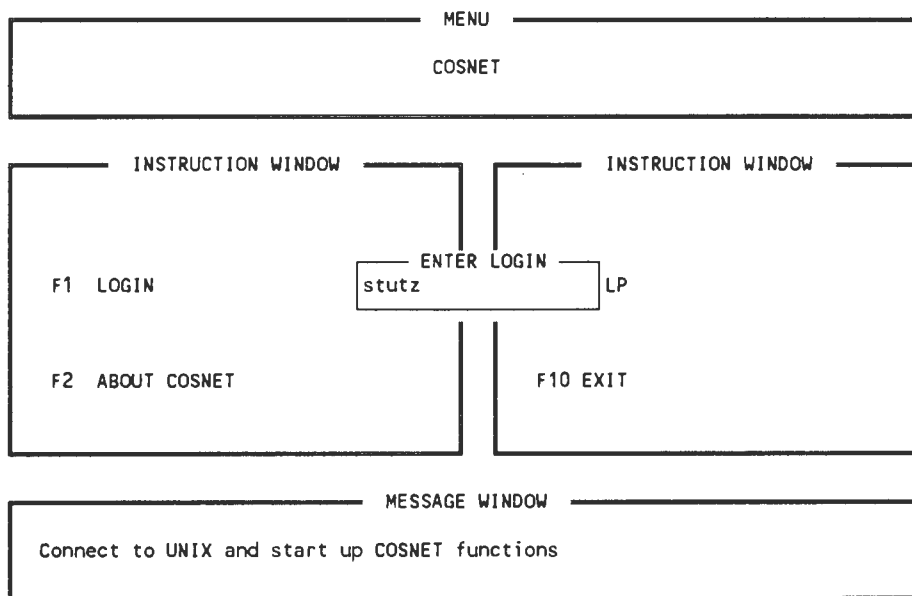 MENU
COSNET
INSTRUCTION WINDOW
INSTRUCTION WINDOW
ENTER LOGIN
F1 LOGIN
stutz
LP
F2 ABOUT COSNET
F10 EXIT
MESSAGE WINDOW
Connect to UNIX and start up COSNET functions